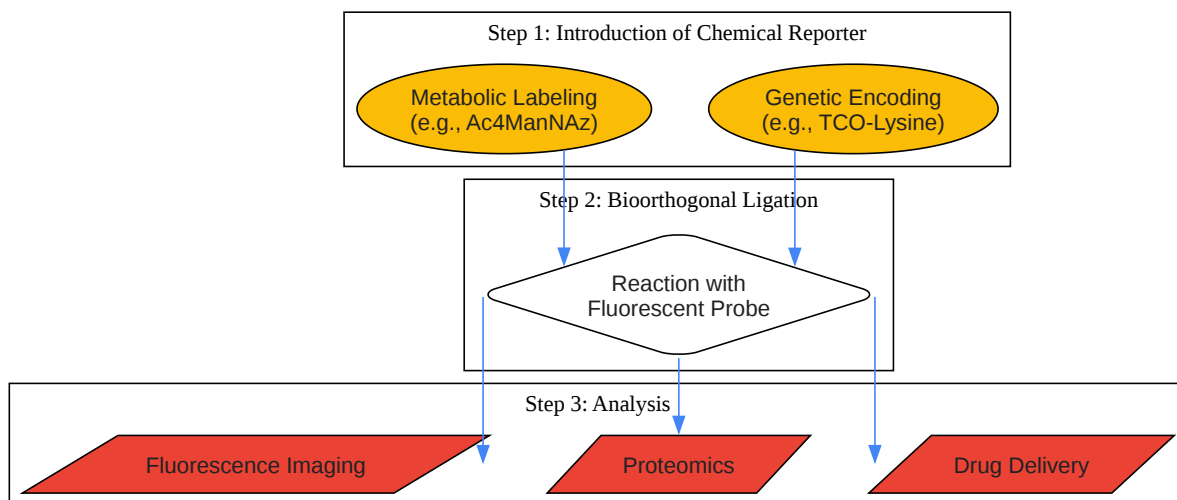 Step 1: Introduction of Chemical Reporter
Metabolic Labeling
(e.g., Ac4ManNAz)
Genetic Encoding
(e.g., TCO-Lysine)
Step 2: Bioorthogonal Ligation
Reaction with
Fluorescent Probe
Step 3: Analysis
Fluorescence Imaging
Proteomics
Drug Delivery